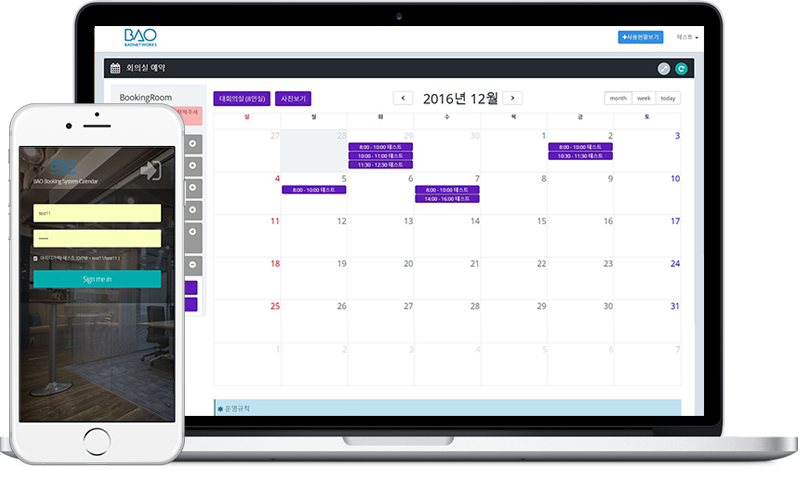 BAO
BAONETWORKS
+사용현황보기
테스트
회의실 예약
BookingRoom
대회의실 (8인실)
사진보기
<
2016년 12월
>
month
week
today
일
월
화
수
목
금
토
27
28
29
30
1
2
3
8:00 - 10:00 테스트
10:00 - 11:00 테스트
11:30 - 12:30 테스트
8:00 - 10:00 테스트
10:30 - 11:30 테스트
4
5
6
7
8
9
10
8:00 - 10:00 테스트
8:00 - 10:00 테스트
14:00 - 16:00 테스트
11
12
13
14
15
16
17
18
19
20
21
22
23
24
25
26
27
28
29
30
31
1
2
3
4
5
6
7
✱ 운영규칙
BAO
BAO Booking System Calendar
test11
Sign me in